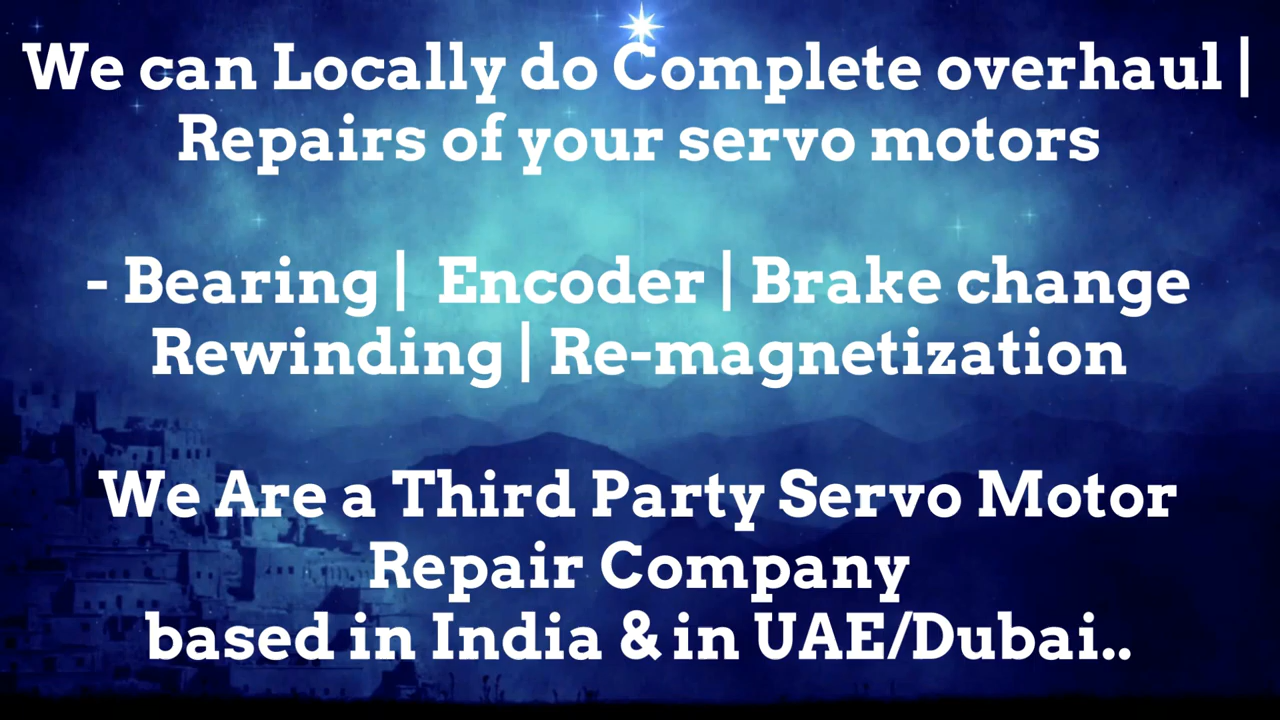 We can Locally do Complete overhaul |
Repairs of your servo motors
- Bearing | Encoder | Brake change
Rewinding | Re-magnetization
We Are a Third Party Servo Motor
Repair Company
based in India & in UAE/Dubai..